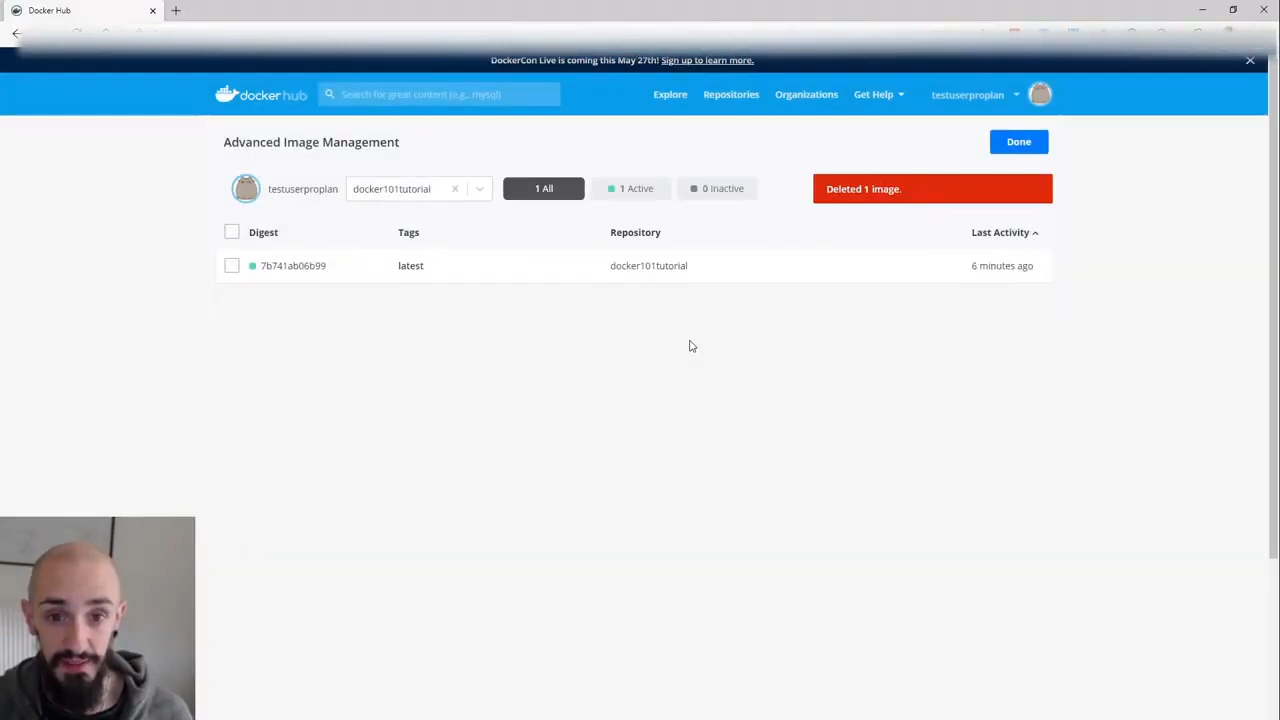 Docker Hub
DockerCon Live is coming this May 27th! Sign up to learn more.
dockerhub
Search for great content (e.g., mysql)
Explore
Repositories
Organizations
Get Help
testuserproplan
Advanced Image Management
Done
testuserproplan
docker101tutorial
1 All
1 Active
0 Inactive
Deleted 1 image.
Digest
Tags
Repository
Last Activity
7b741ab06b99
latest
docker101tutorial
6 minutes ago